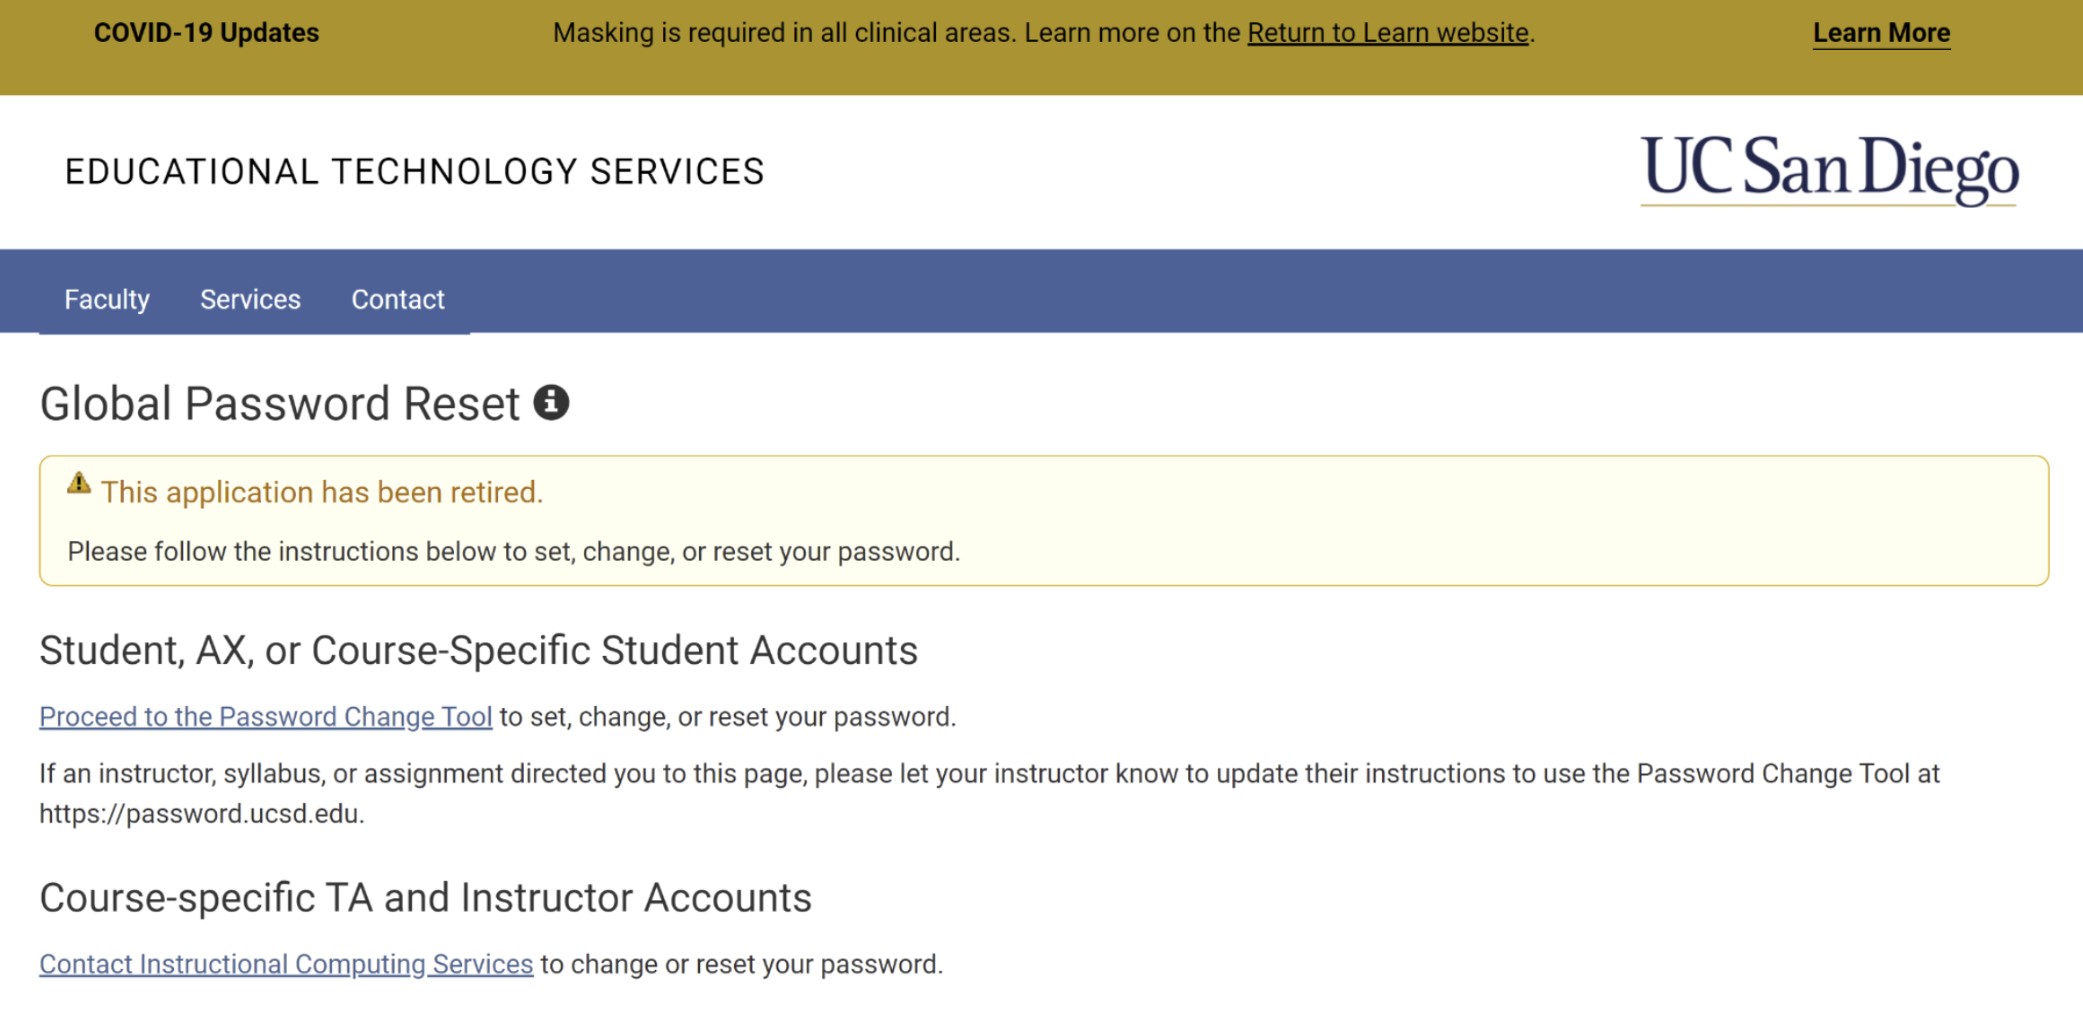 COVID-19 Updates
Masking is required in all clinical areas. Learn more on the Return to Learn website.
Learn More
EDUCATIONAL TECHNOLOGY SERVICES
UC San Diego
Faculty
Services
Contact
Global Password Reset
This application has been retired.
Please follow the instructions below to set, change, or reset your password.
Student, AX, or Course-Specific Student Accounts
Proceed to the Password Change Tool to set, change, or reset your password.
If an instructor, syllabus, or assignment directed you to this page, please let your instructor know to update their instructions to use the Password Change Tool at
https://password.ucsd.edu.
Course-specific TA and Instructor Accounts
Contact Instructional Computing Services to change or reset your password.